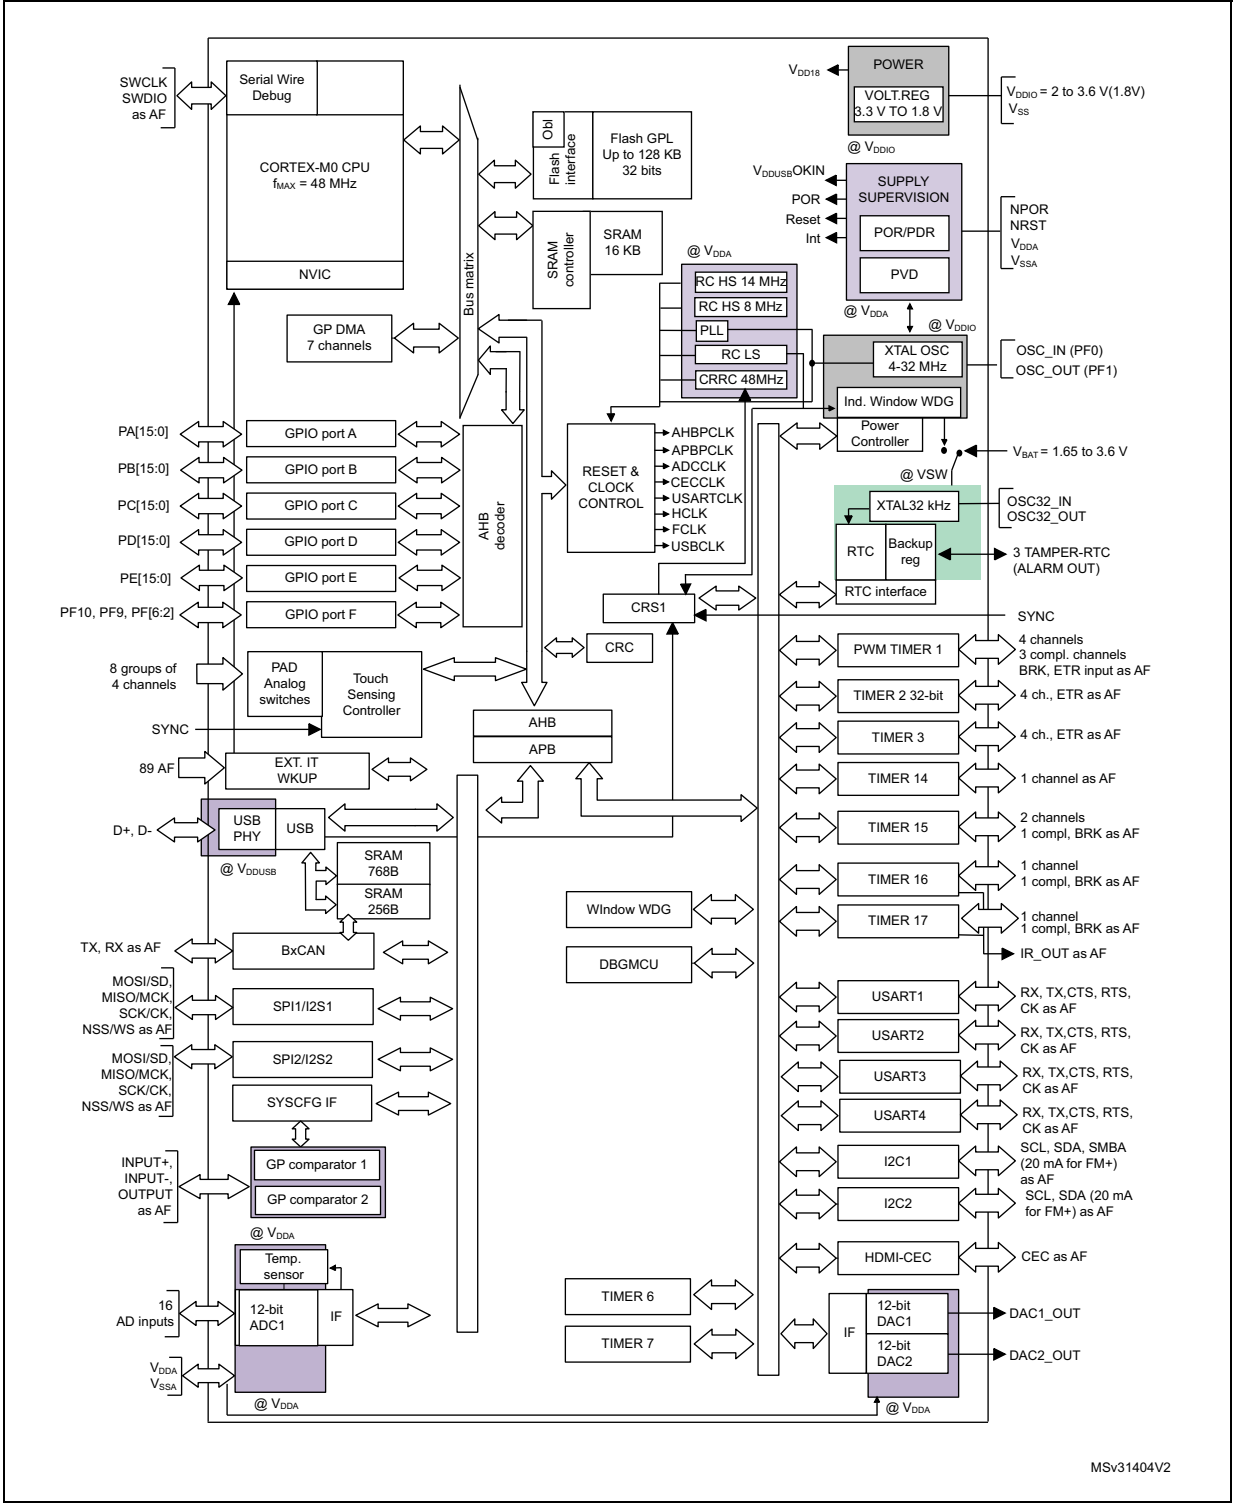 SWCLK
SWDIO
as AF
Serial Wire
Debug
CORTEX-M0 CPU
fMAX = 48 MHz
NVIC
Bus matrix
Obl
Flash
interface
Flash GPL
Up to 128 KB
32 bits
SRAM
controller
SRAM
16 KB
GP DMA
7 channels
VDD18
POWER
VOLT.REG
3.3 V TO 1.8 V
VDDIO = 2 to 3.6 V(1.8V)
VSS
@ VDDIO
VDDUSBOKIN
POR
Reset
Int
SUPPLY
SUPERVISION
POR/PDR
PVD
NPOR
NRST
VDDA
VSSA
@ VDDA
@ VDDA
RC HS 14 MHz
RC HS 8 MHz
PLL
RC LS
CRRC 48MHz
@ VDDIO
XTAL OSC
4-32 MHz
OSC_IN (PF0)
OSC_OUT (PF1)
Ind. Window WDG
Power
Controller
VBAT = 1.65 to 3.6 V
@ VSW
PA[15:0]
GPIO port A
PB[15:0]
GPIO port B
PC[15:0]
GPIO port C
PD[15:0]
GPIO port D
PE[15:0]
GPIO port E
PF10, PF9, PF[6:2]
GPIO port F
AHB
decoder
RESET &
CLOCK
CONTROL
AHBPCLK
APBPCLK
ADCCLK
CECCLK
USARTCLK
HCLK
FCLK
USBCLK
XTAL32 kHz
OSC32_IN
OSC32_OUT
RTC
Backup
reg
3 TAMPER-RTC
(ALARM OUT)
RTC interface
CRS1
SYNC
CRC
8 groups of
4 channels
PAD
Analog
switches
Touch
Sensing
Controller
SYNC
AHB
APB
89 AF
EXT. IT
WKUP
D+, D-
USB
PHY
USB
@ VDDUSB
SRAM
768B
SRAM
256B
TX, RX as AF
BxCAN
MOSI/SD,
MISO/MCK,
SCK/CK,
NSS/WS as AF
SPI1/I2S1
MOSI/SD,
MISO/MCK,
SCK/CK,
NSS/WS as AF
SPI2/I2S2
SYSCFG IF
INPUT+,
INPUT-,
OUTPUT
as AF
GP comparator 1
GP comparator 2
@ VDDA
Temp.
sensor
16
AD inputs
12-bit
ADC1
IF
VDDA
VSSA
@ VDDA
PWM TIMER 1
4 channels
3 compl. channels
BRK, ETR input as AF
TIMER 2 32-bit
4 ch., ETR as AF
TIMER 3
4 ch., ETR as AF
TIMER 14
1 channel as AF
TIMER 15
2 channels
1 compl, BRK as AF
TIMER 16
1 channel
1 compl, BRK as AF
TIMER 17
1 channel
1 compl, BRK as AF
IR_OUT as AF
WIndow WDG
DBGMCU
USART1
RX, TX,CTS, RTS,
CK as AF
USART2
RX, TX,CTS, RTS,
CK as AF
USART3
RX, TX,CTS, RTS,
CK as AF
USART4
RX, TX,CTS, RTS,
CK as AF
I2C1
SCL, SDA, SMBA
(20 mA for FM+)
as AF
I2C2
SCL, SDA (20 mA
for FM+) as AF
HDMI-CEC
CEC as AF
TIMER 6
TIMER 7
IF
12-bit
DAC1
DAC1_OUT
12-bit
DAC2
DAC2_OUT
@ VDDA
MSv31404V2